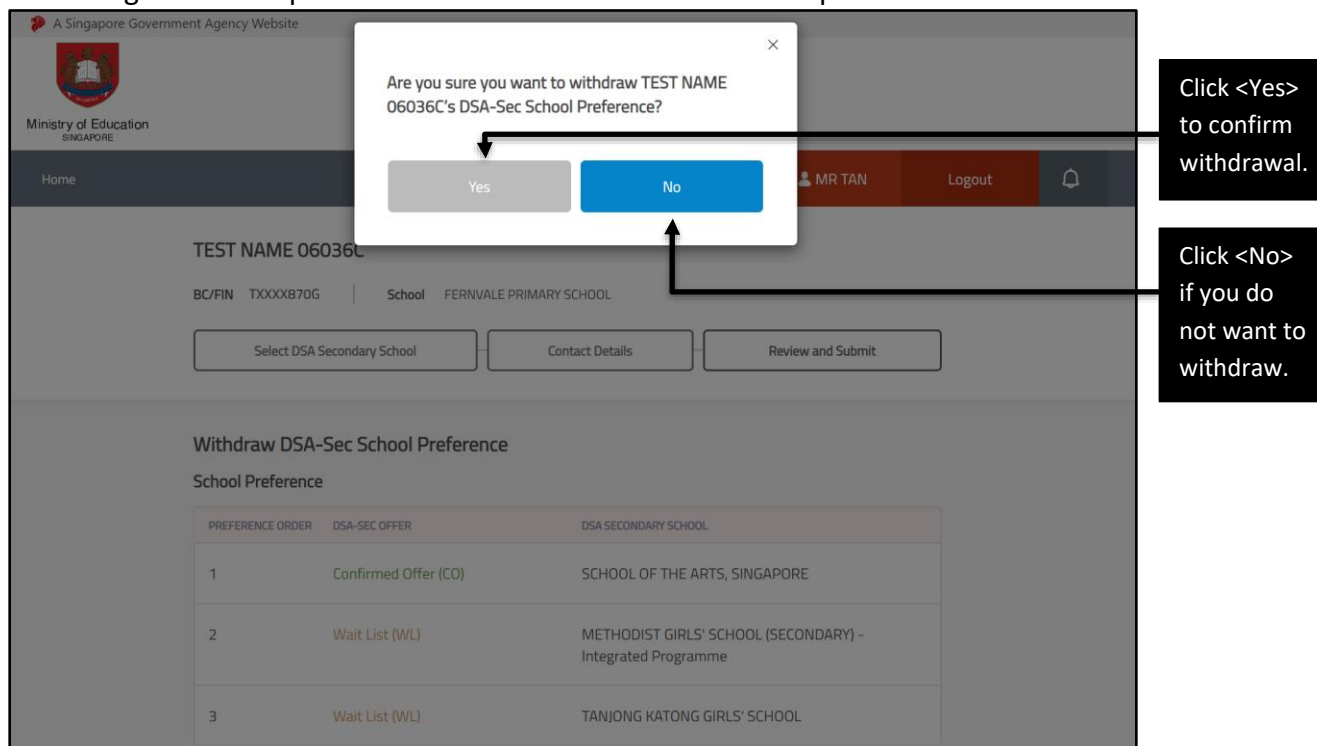 A Singapore Government Agency Website
Ministry of Education
SINGAPORE
Are you sure you want to withdraw TEST NAME
06036C's DSA-Sec School Preference?
Yes
No
Click <Yes>
to confirm
withdrawal.
Home
MR TAN
Logout
Click <No>
if you do
not want to
withdraw.
TEST NAME 06036C
BC/FIN TXXXX870G | School FERNVALE PRIMARY SCHOOL
Select DSA Secondary School
Contact Details
Review and Submit
Withdraw DSA-Sec School Preference
School Preference
PREFERENCE ORDER DSA-SEC OFFER DSA SECONDARY SCHOOL
1 Confirmed Offer (CO) SCHOOL OF THE ARTS, SINGAPORE
2 Wait List (WL) METHODIST GIRLS' SCHOOL (SECONDARY) -
Integrated Programme
3 Wait List (WL) TANJONG KATONG GIRLS' SCHOOL